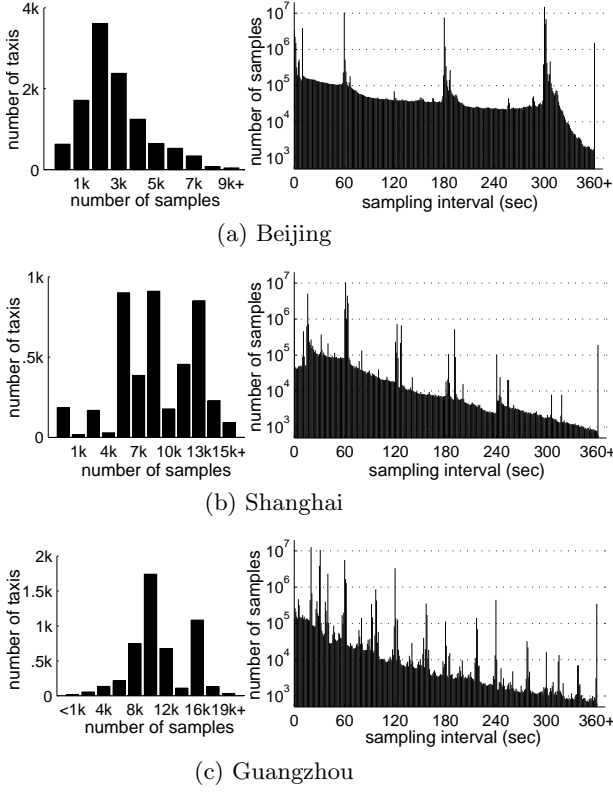 4k
2k
0
number of taxis
1k 3k 5k 7k 9k+
number of samples
10^7
10^6
10^5
10^4
10^3
number of samples
0 60 120 180 240 300 360+
sampling interval (sec)
(a) Beijing
1k
.5k
0
number of taxis
1k 4k 7k 10k 13k 15k+
number of samples
10^7
10^6
10^5
10^4
10^3
number of samples
0 60 120 180 240 300 360+
sampling interval (sec)
(b) Shanghai
2k
1.5k
1k
.5k
0
number of taxis
<1k 4k 8k 12k 16k 19k+
number of samples
10^7
10^6
10^5
10^4
10^3
number of samples
0 60 120 180 240 300 360+
sampling interval (sec)
(c) Guangzhou